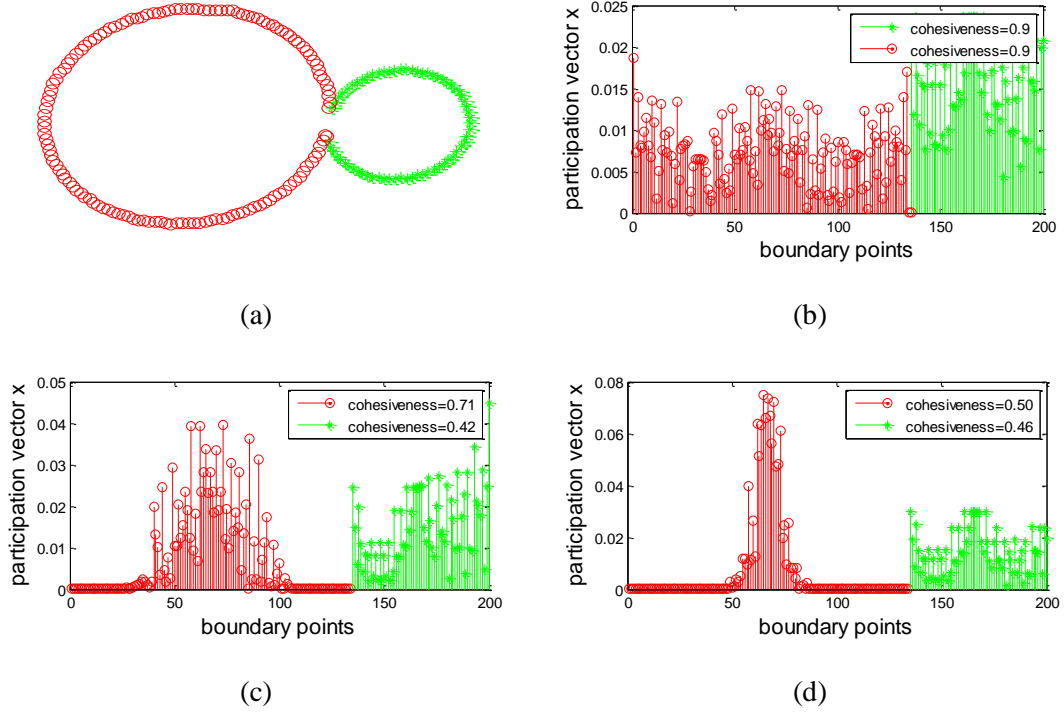 (a)
participation vector x
0.025
0.02
0.015
0.01
0.005
0
cohesiveness=0.9
cohesiveness=0.9
0 50 100 150 200
boundary points
(b)
participation vector x
0.05
0.04
0.03
0.02
0.01
0
cohesiveness=0.71
cohesiveness=0.42
0 50 100 150 200
boundary points
(c)
participation vector x
0.08
0.06
0.04
0.02
0
cohesiveness=0.50
cohesiveness=0.46
0 50 100 150 200
boundary points
(d)